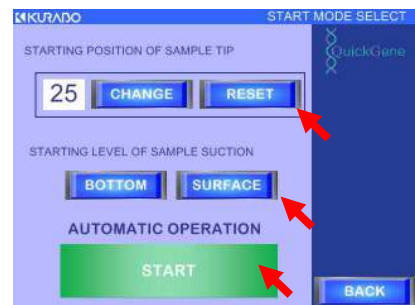 KURABO
START MODE SELECT
QuickGene
STARTING POSITION OF SAMPLE TIP
25 CHANGE RESET
STARTING LEVEL OF SAMPLE SUCTION
BOTTOM SURFACE
AUTOMATIC OPERATION
START
BACK